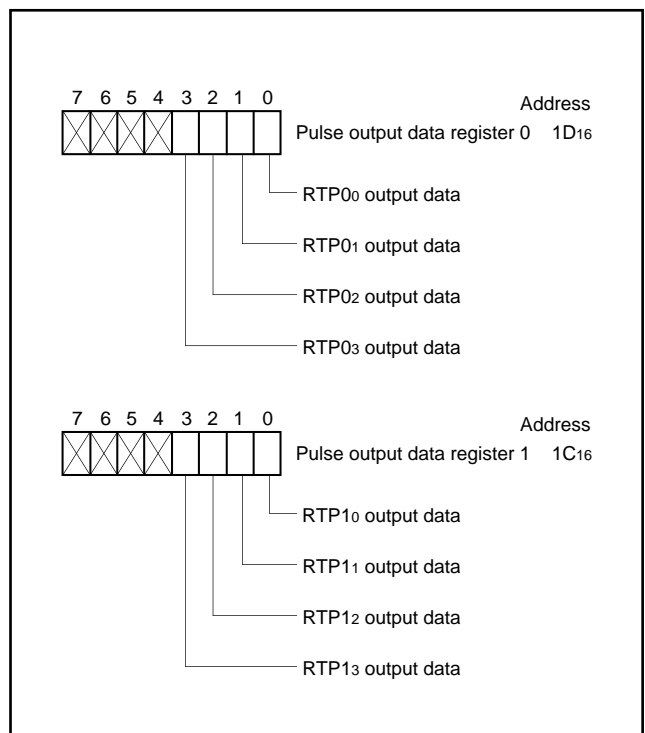 7 6 5 4 3 2 1 0
Address
Pulse output data register 0 1D₁₆
RTP0₀ output data
RTP0₁ output data
RTP0₂ output data
RTP0₃ output data
7 6 5 4 3 2 1 0
Address
Pulse output data register 1 1C₁₆
RTP1₀ output data
RTP1₁ output data
RTP1₂ output data
RTP1₃ output data